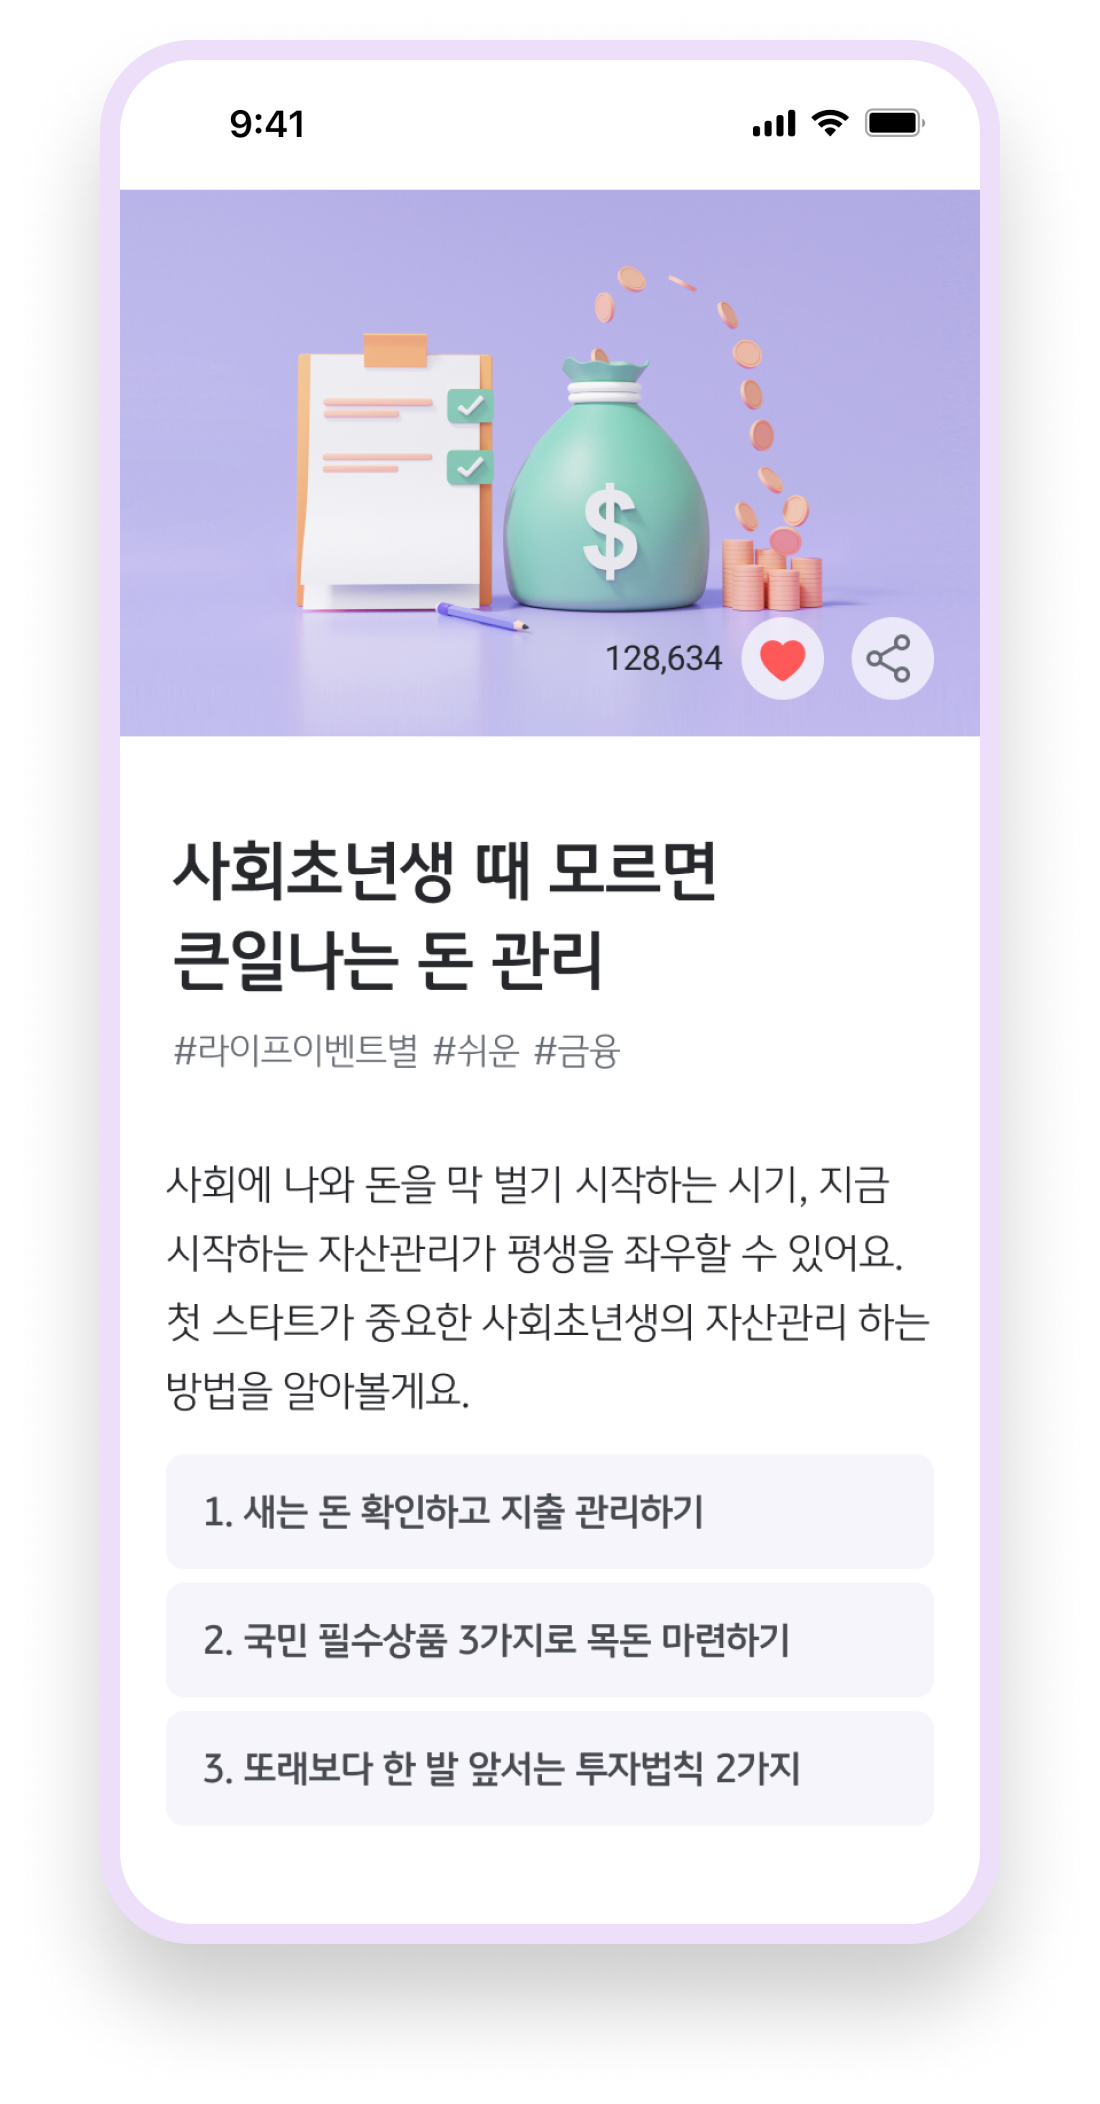 9:41
$
128,634
사회초년생 때 모르면
큰일나는 돈 관리
#라이프이벤트별 #쉬운 #금융
사회에 나와 돈을 막 벌기 시작하는 시기, 지금
시작하는 자산관리가 평생을 좌우할 수 있어요.
첫 스타트가 중요한 사회초년생의 자산관리 하는
방법을 알아볼게요.
1. 새는 돈 확인하고 지출 관리하기
2. 국민 필수상품 3가지로 목돈 마련하기
3. 또래보다 한 발 앞서는 투자법칙 2가지